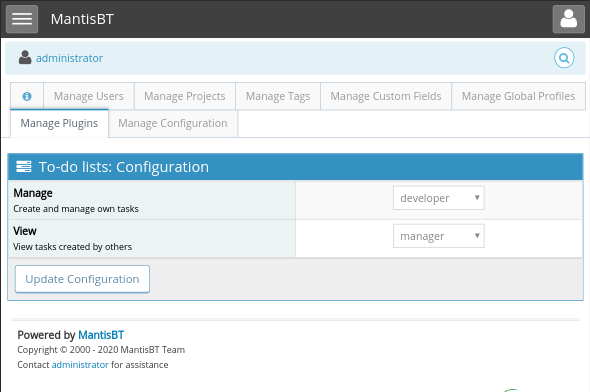 MantisBT
administrator
Manage Users Manage Projects Manage Tags Manage Custom Fields Manage Global Profiles
Manage Plugins Manage Configuration
To-do lists: Configuration
Manage
Create and manage own tasks
developer
View
View tasks created by others
manager
Update Configuration
Powered by MantisBT
Copyright © 2000 - 2020 MantisBT Team
Contact administrator for assistance